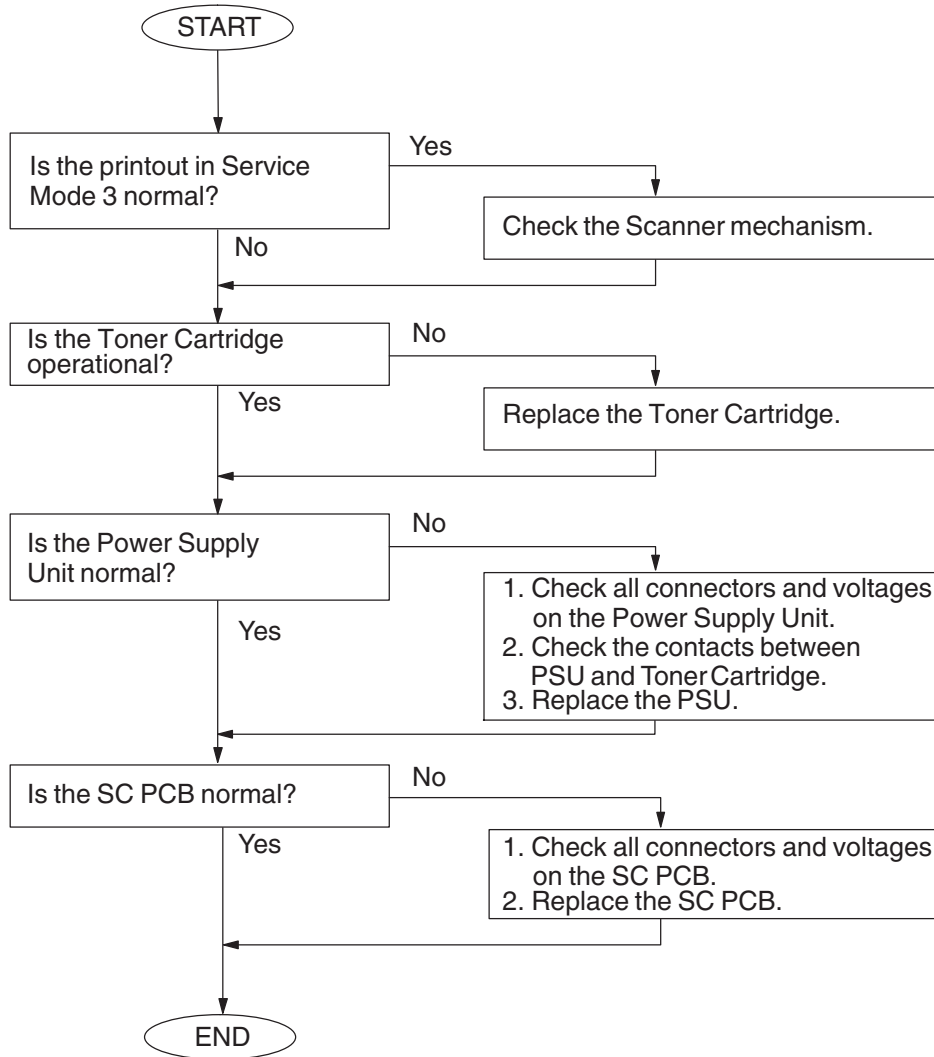 START
Is the printout in Service
Mode 3 normal?
Yes
Check the Scanner mechanism.
No
Is the Toner Cartridge
operational?
No
Replace the Toner Cartridge.
Yes
Is the Power Supply
Unit normal?
No
1. Check all connectors and voltages
on the Power Supply Unit.
2. Check the contacts between
PSU and Toner Cartridge.
3. Replace the PSU.
Yes
Is the SC PCB normal?
No
1. Check all connectors and voltages
on the SC PCB.
2. Replace the SC PCB.
Yes
END